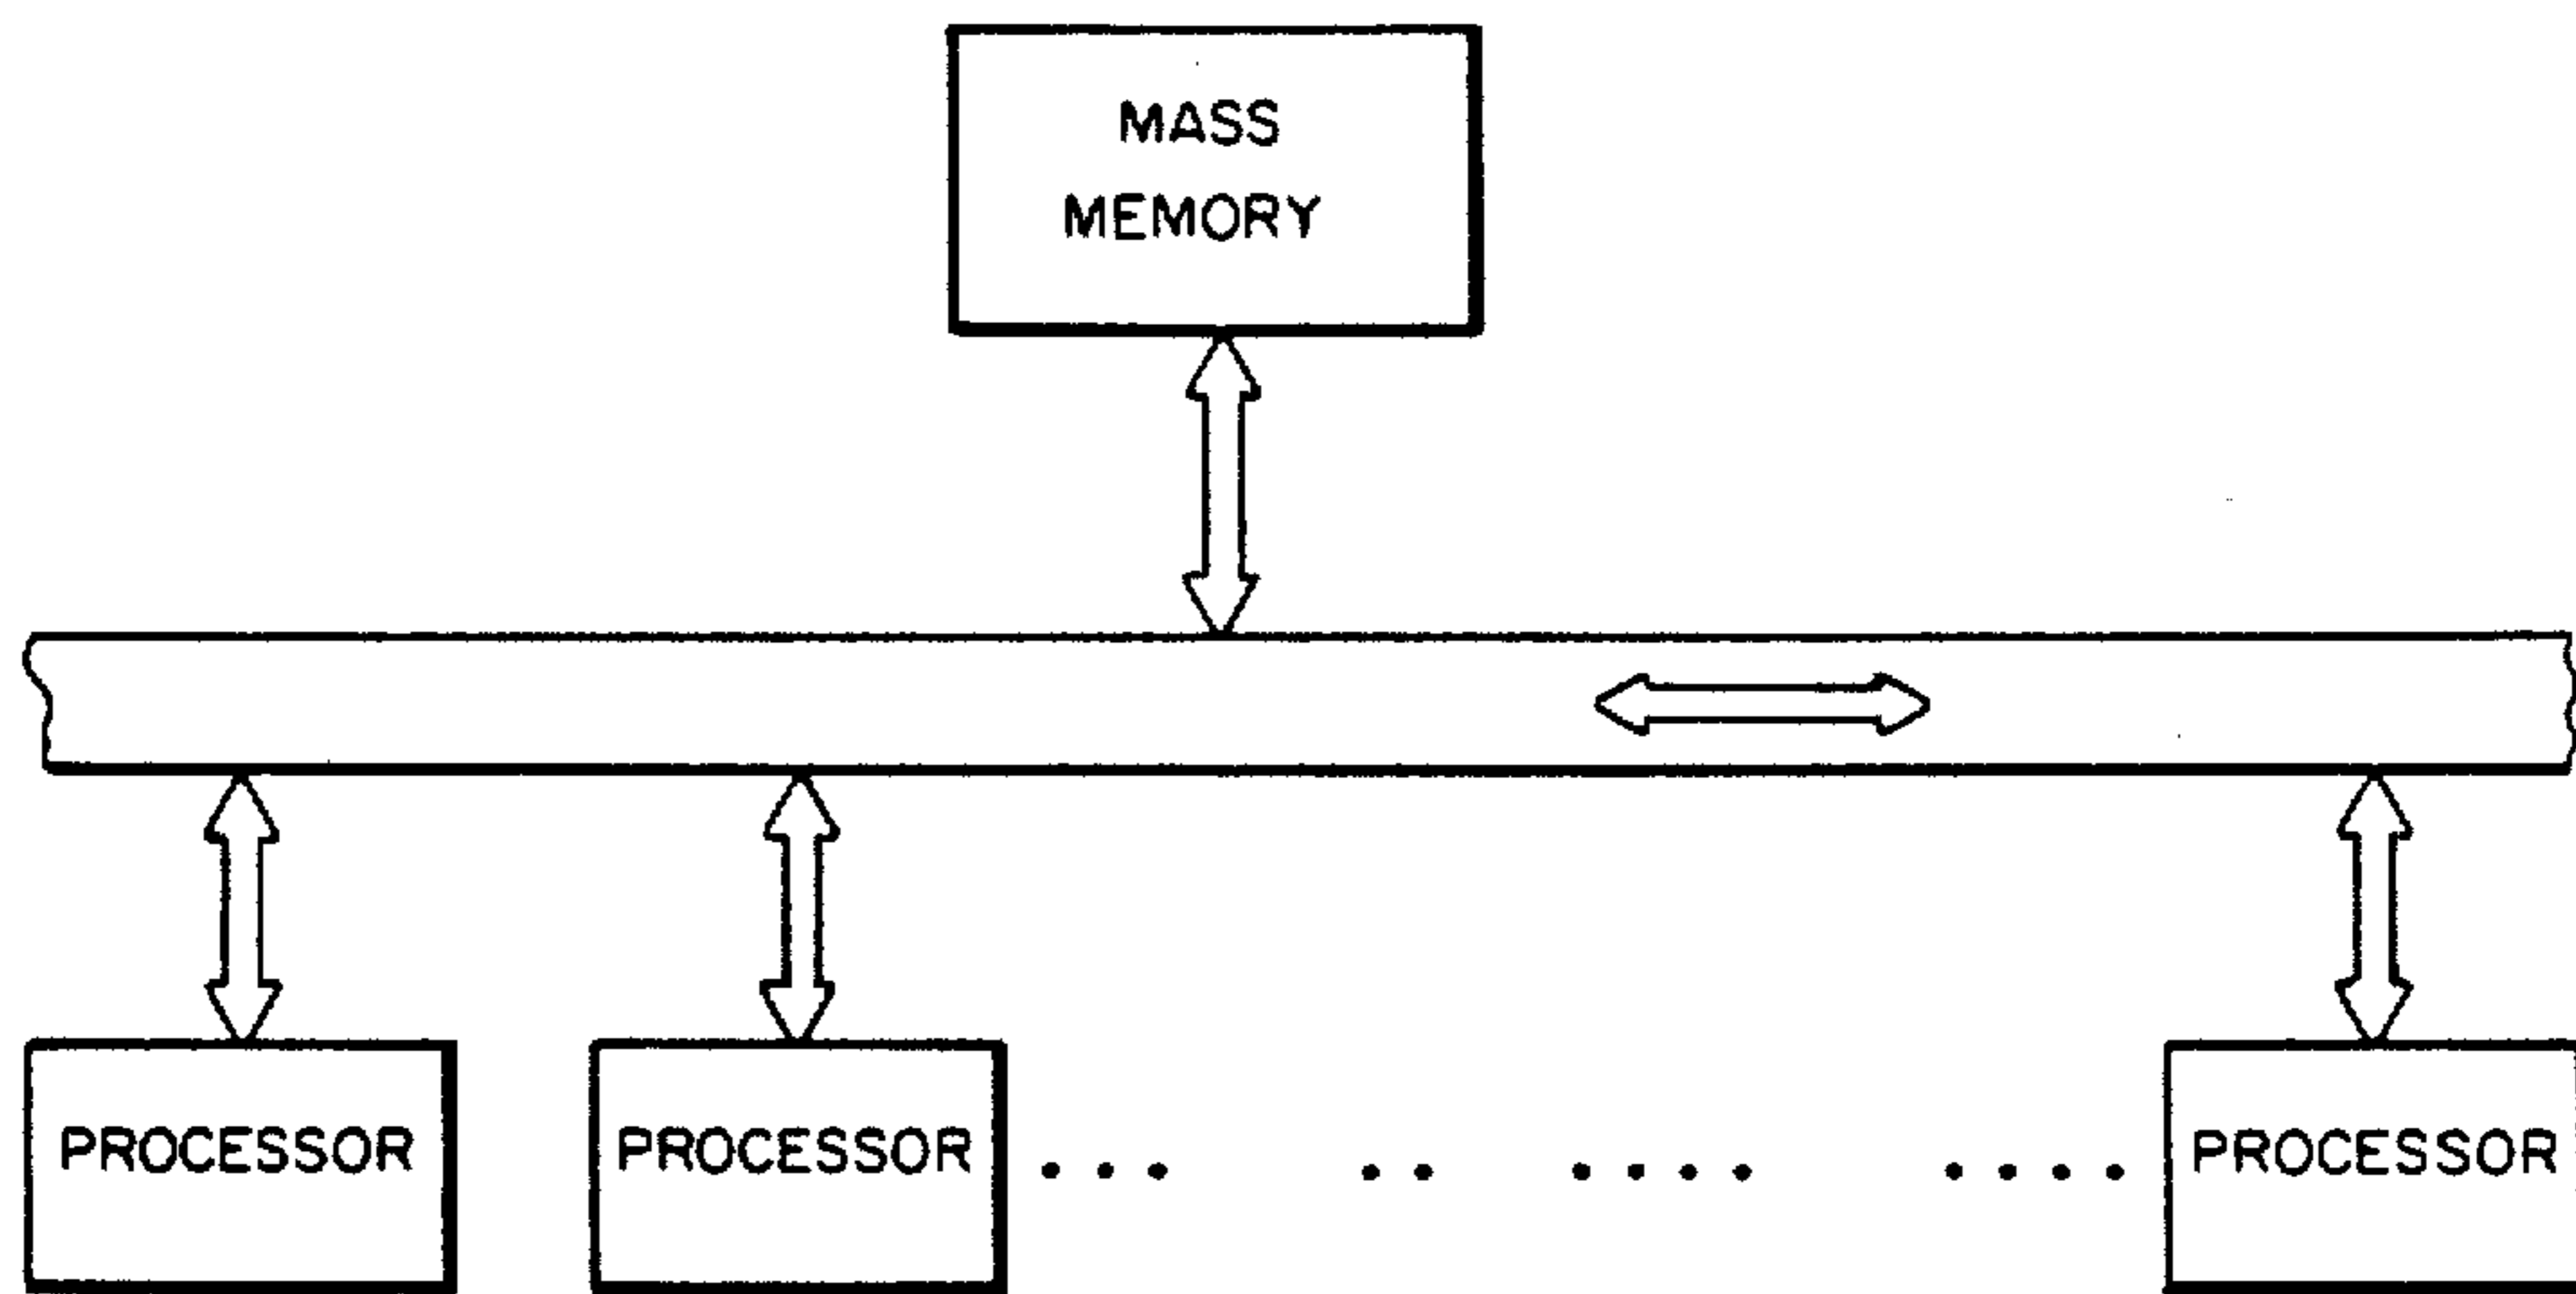 MASS
MEMORY
PROCESSOR PROCESSOR ... .. .... .... PROCESSOR